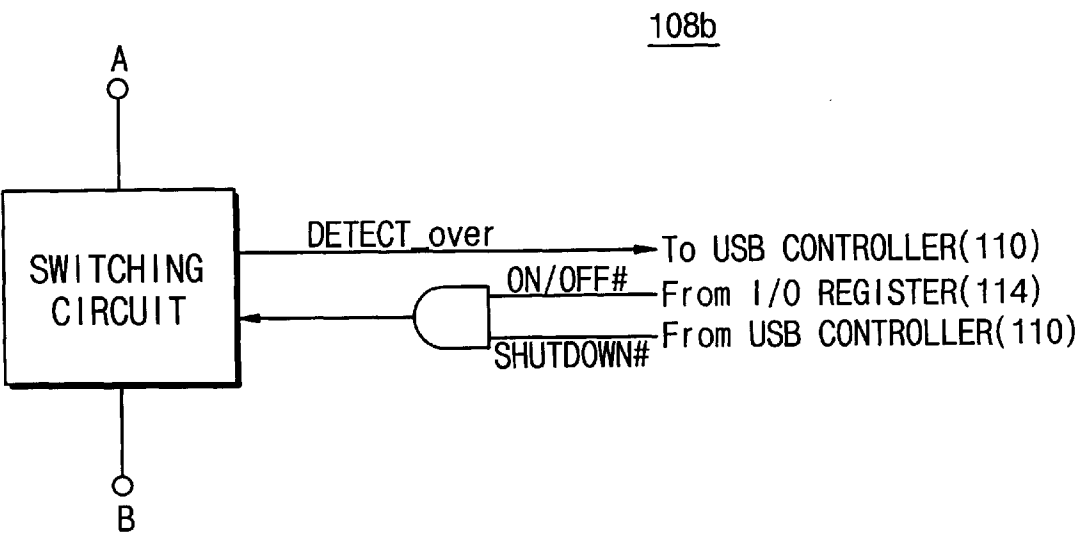 108b
A
DETECT_over
To USB CONTROLLER(110)
SWITCHING
CIRCUIT
ON/OFF#
From I/O REGISTER(114)
From USB CONTROLLER(110)
SHUTDOWN#
B